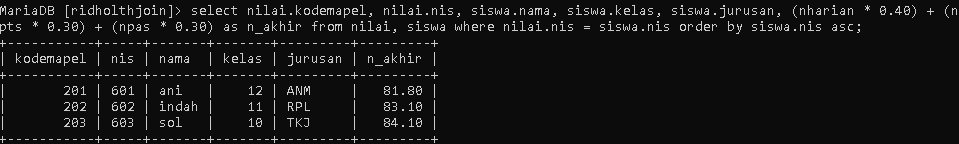 MariaDB [ridholthjoin]> select nilai.kodemapel, nilai.nis, siswa.nama, siswa.kelas, siswa.jurusan, (nharian * 0.40) + (n
pts * 0.30) + (npas * 0.30) as n_akhir from nilai, siswa where nilai.nis = siswa.nis order by siswa.nis asc;
+-----------+-----+--------+-------+---------+---------+
| kodemapel | nis | nama   | kelas | jurusan | n_akhir |
+-----------+-----+--------+-------+---------+---------+
|       201 | 601 | ani    |    12 | ANM     |   81.80 |
|       202 | 602 | indah  |    11 | RPL     |   83.10 |
|       203 | 603 | sol    |    10 | TKJ     |   84.10 |
+-----------+-----+--------+-------+---------+---------+